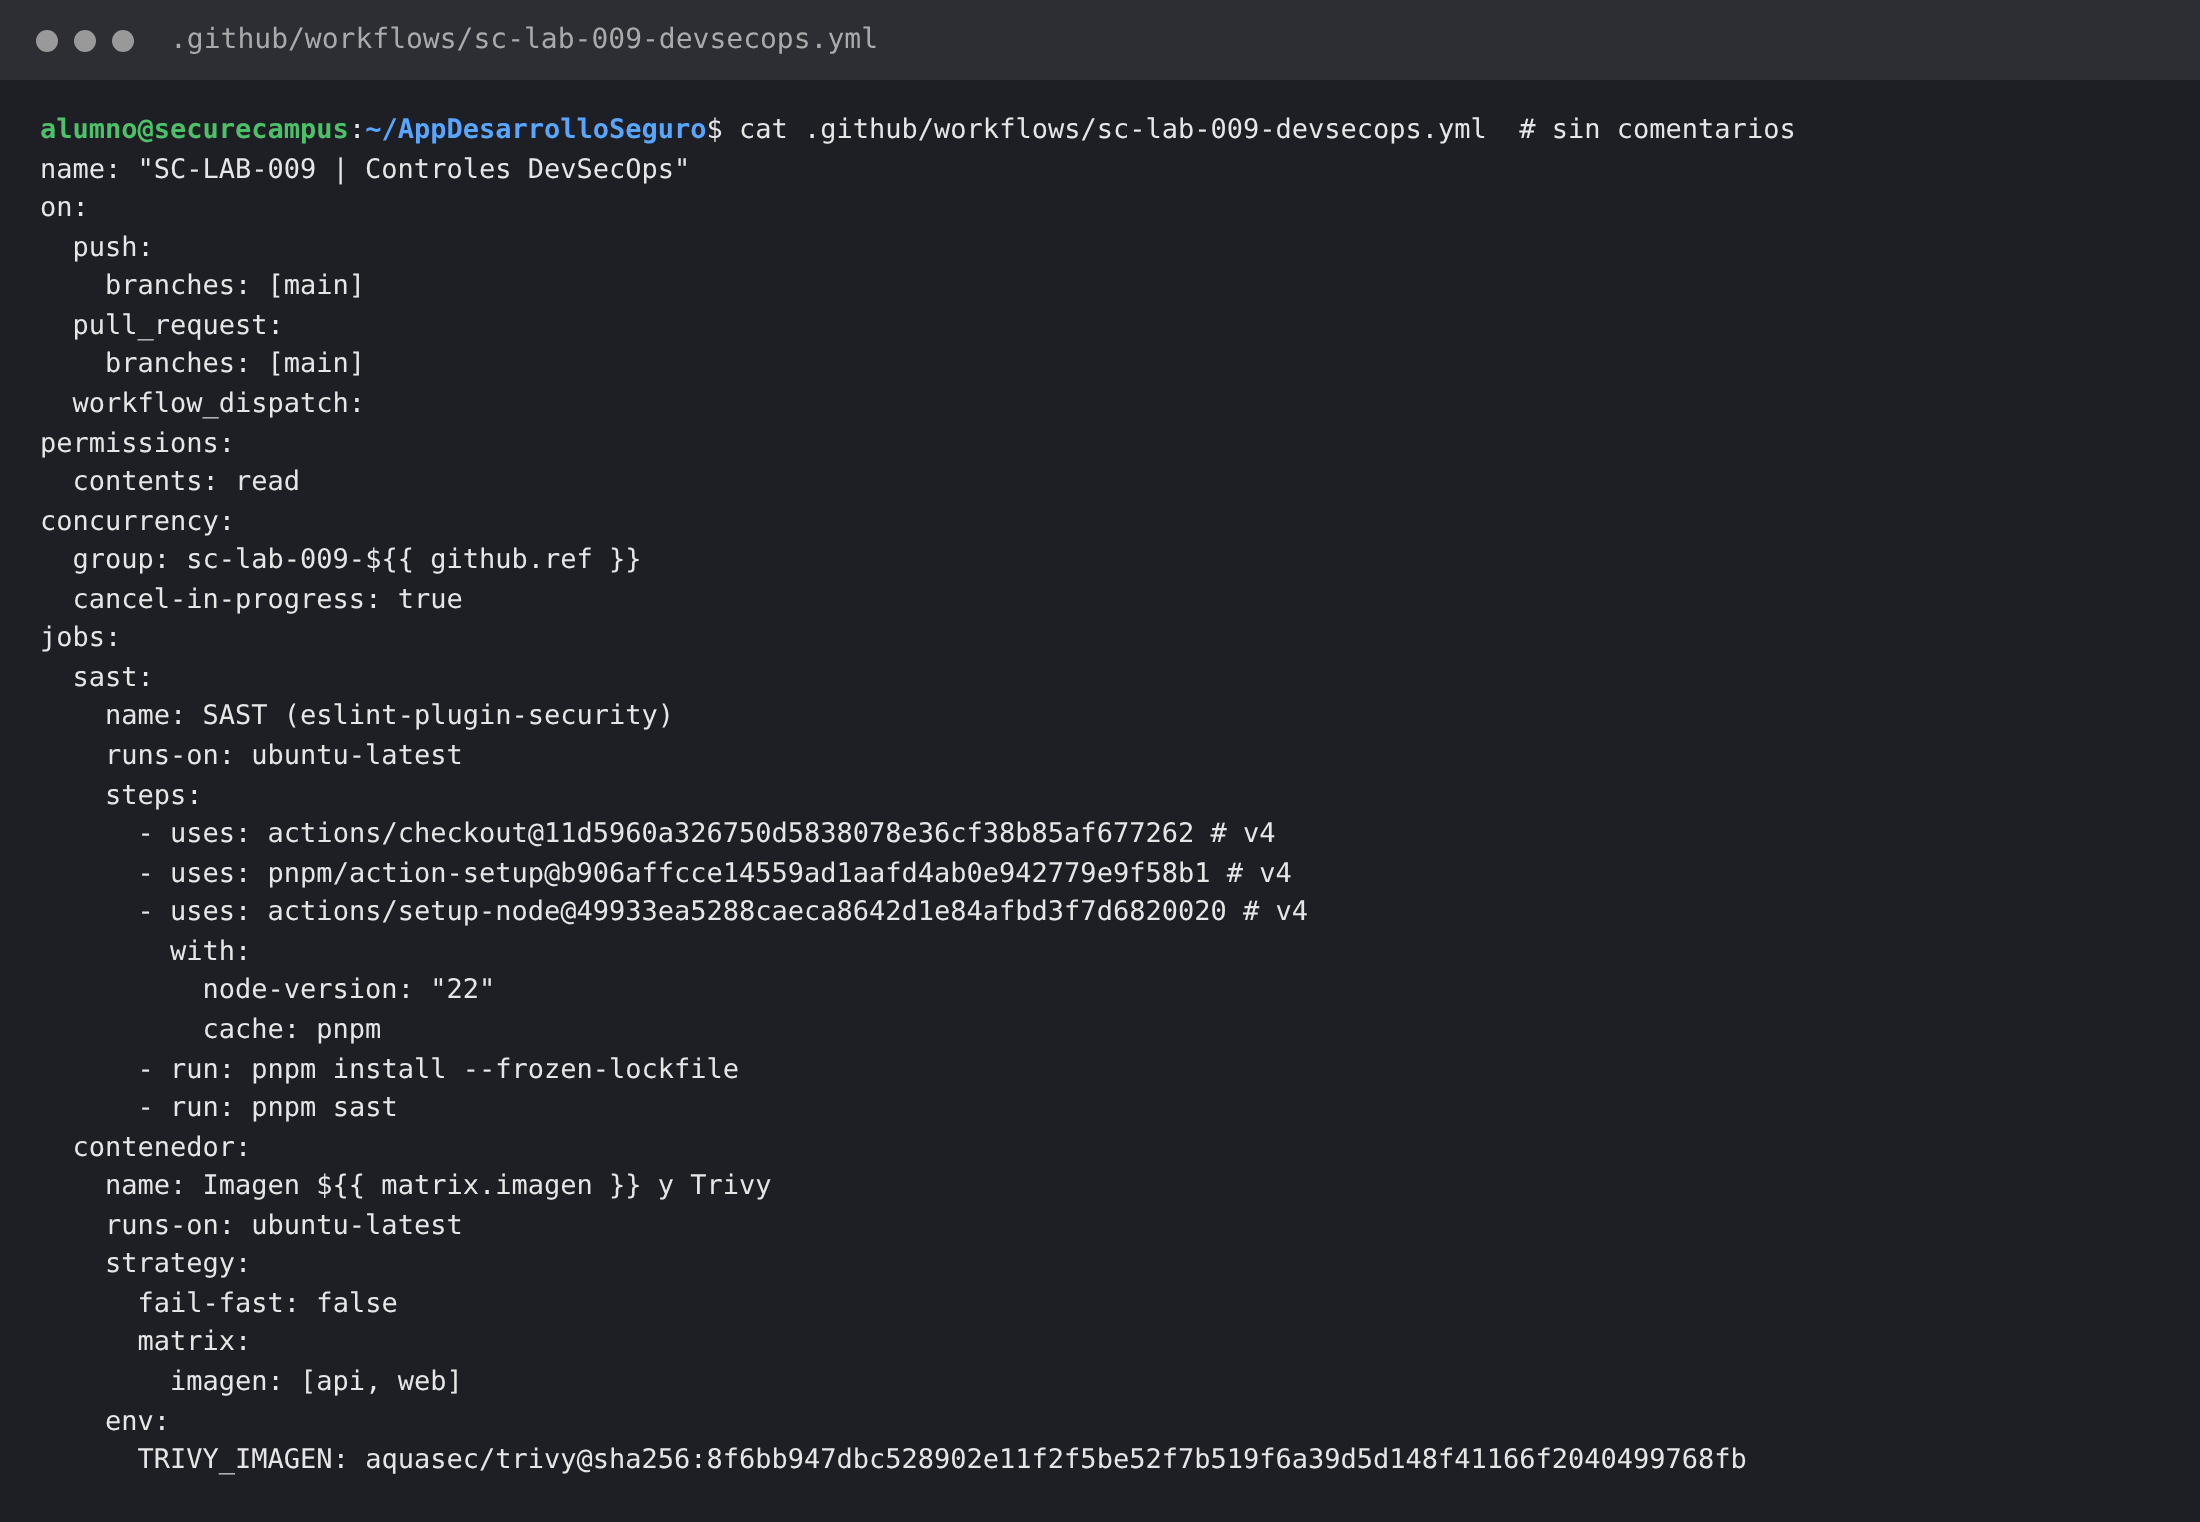 .github/workflows/sc-lab-009-devsecops.yml
alumno@securecampus:~/AppDesarrolloSeguro$ cat .github/workflows/sc-lab-009-devsecops.yml  # sin comentarios
name: "SC-LAB-009 | Controles DevSecOps"
on:
  push:
    branches: [main]
  pull_request:
    branches: [main]
  workflow_dispatch:
permissions:
  contents: read
concurrency:
  group: sc-lab-009-${{ github.ref }}
  cancel-in-progress: true
jobs:
  sast:
    name: SAST (eslint-plugin-security)
    runs-on: ubuntu-latest
    steps:
      - uses: actions/checkout@11d5960a326750d5838078e36cf38b85af677262 # v4
      - uses: pnpm/action-setup@b906affcce14559ad1aafd4ab0e942779e9f58b1 # v4
      - uses: actions/setup-node@49933ea5288caeca8642d1e84afbd3f7d6820020 # v4
        with:
          node-version: "22"
          cache: pnpm
      - run: pnpm install --frozen-lockfile
      - run: pnpm sast
  contenedor:
    name: Imagen ${{ matrix.imagen }} y Trivy
    runs-on: ubuntu-latest
    strategy:
      fail-fast: false
      matrix:
        imagen: [api, web]
    env:
      TRIVY_IMAGEN: aquasec/trivy@sha256:8f6bb947dbc528902e11f2f5be52f7b519f6a39d5d148f41166f2040499768fb